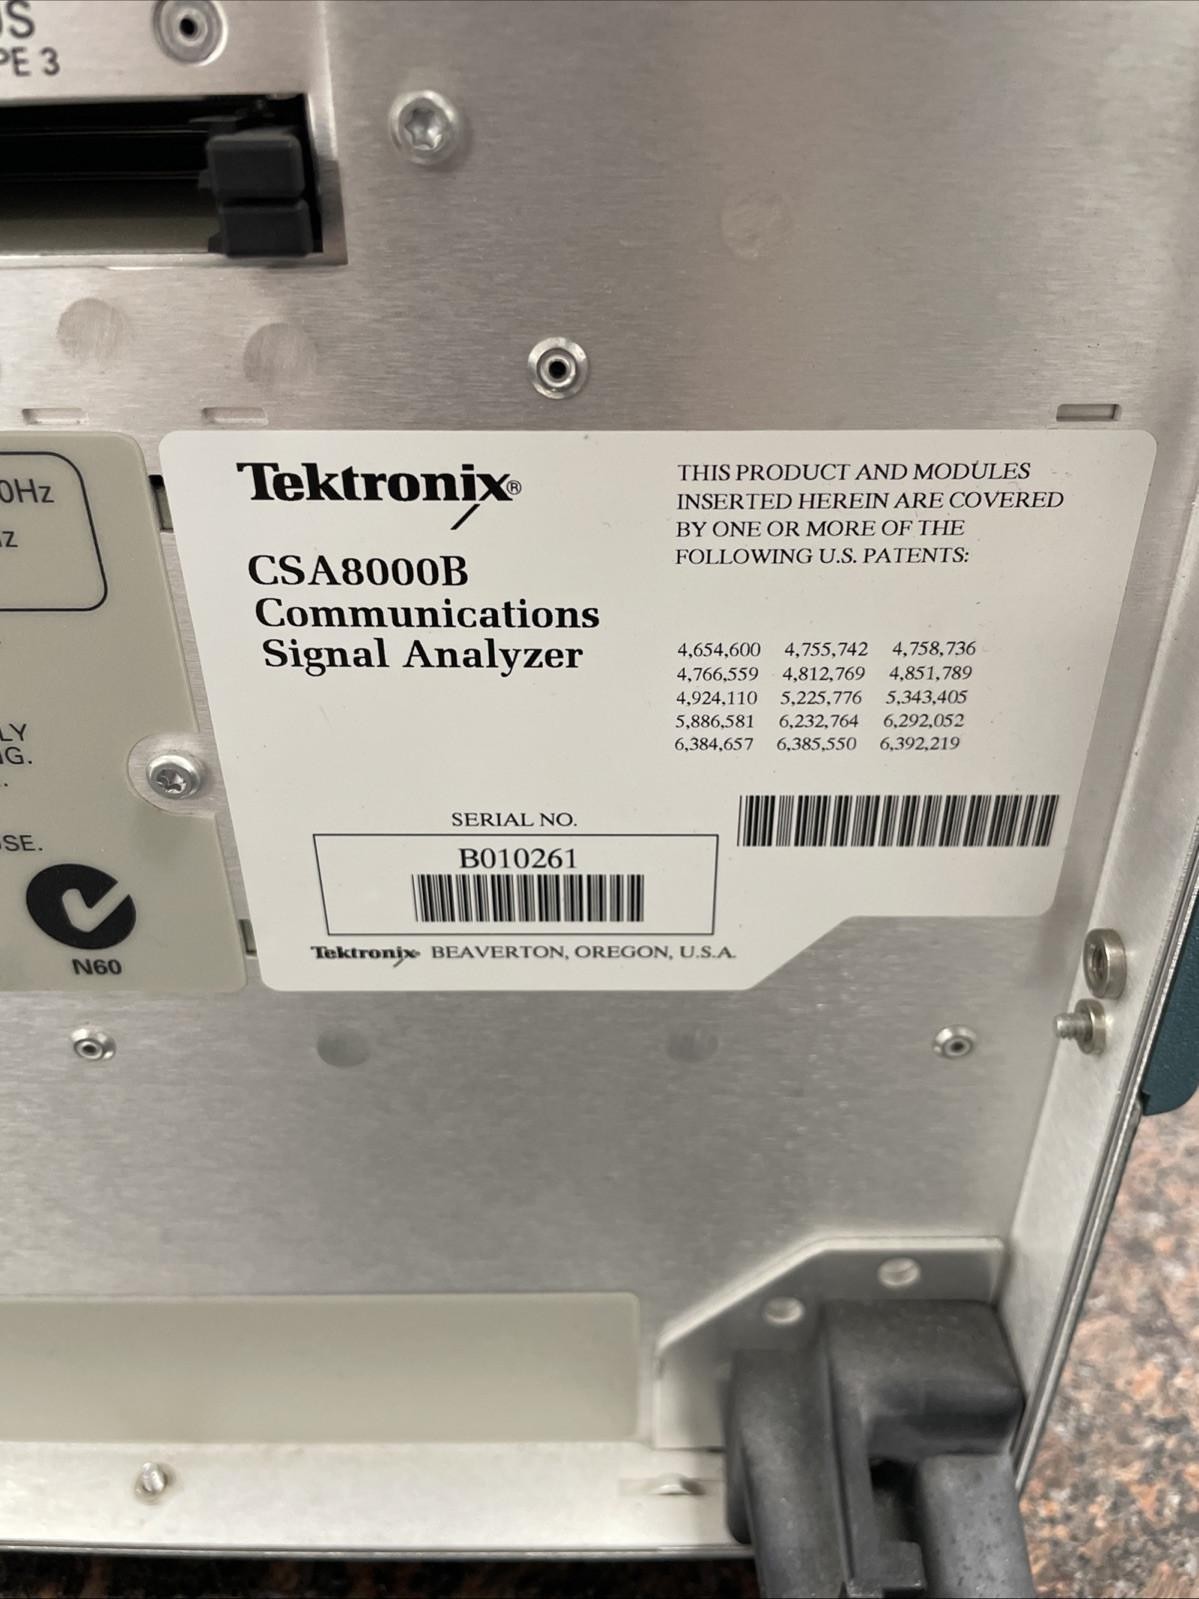 PE 3
0Hz
z
LY
G.
SE.
N60
Tektronix®
CSA8000B
Communications
Signal Analyzer
THIS PRODUCT AND MODULES
INSERTED HEREIN ARE COVERED
BY ONE OR MORE OF THE
FOLLOWING U.S. PATENTS:
4,654,600 4,755,742 4,758,736
4,766,559 4,812,769 4,851,789
4,924,110 5,225,776 5,343,405
5,886,581 6,232,764 6,292,052
6,384,657 6,385,550 6,392,219
SERIAL NO.
B010261
Tektronix BEAVERTON, OREGON, U.S.A.